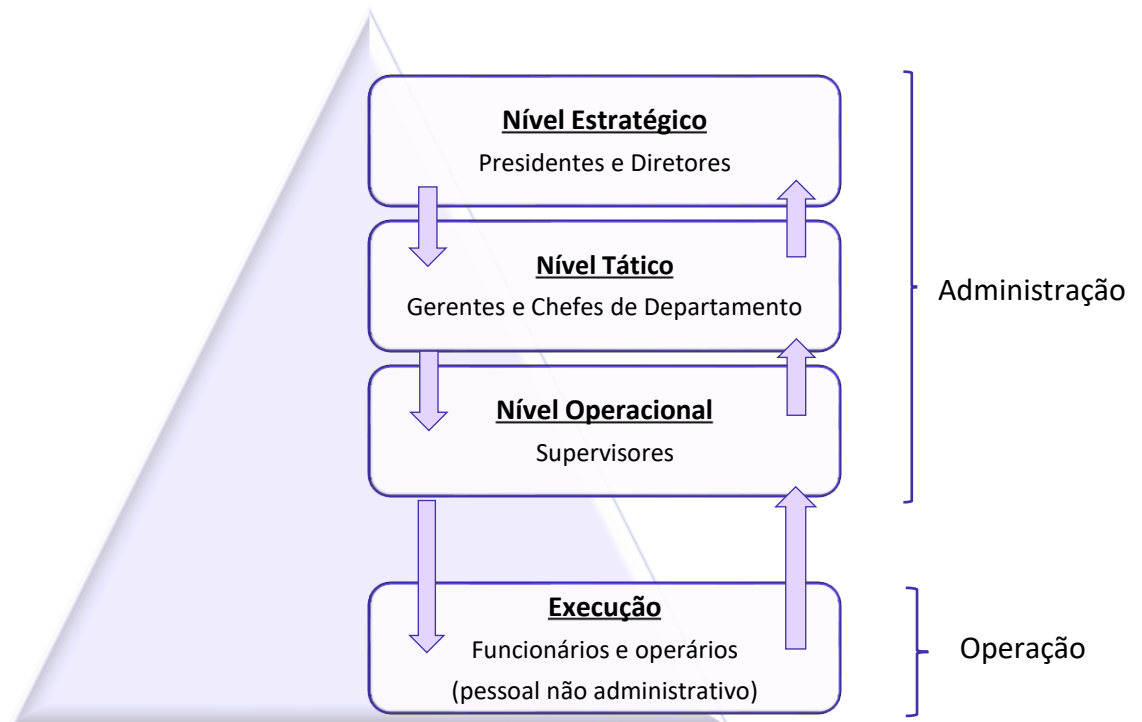 Nível Estratégico
Presidentes e Diretores
Nível Tático
Gerentes e Chefes de Departamento
Administração
Nível Operacional
Supervisores
Execução
Funcionários e operários
(pessoal não administrativo)
Operação